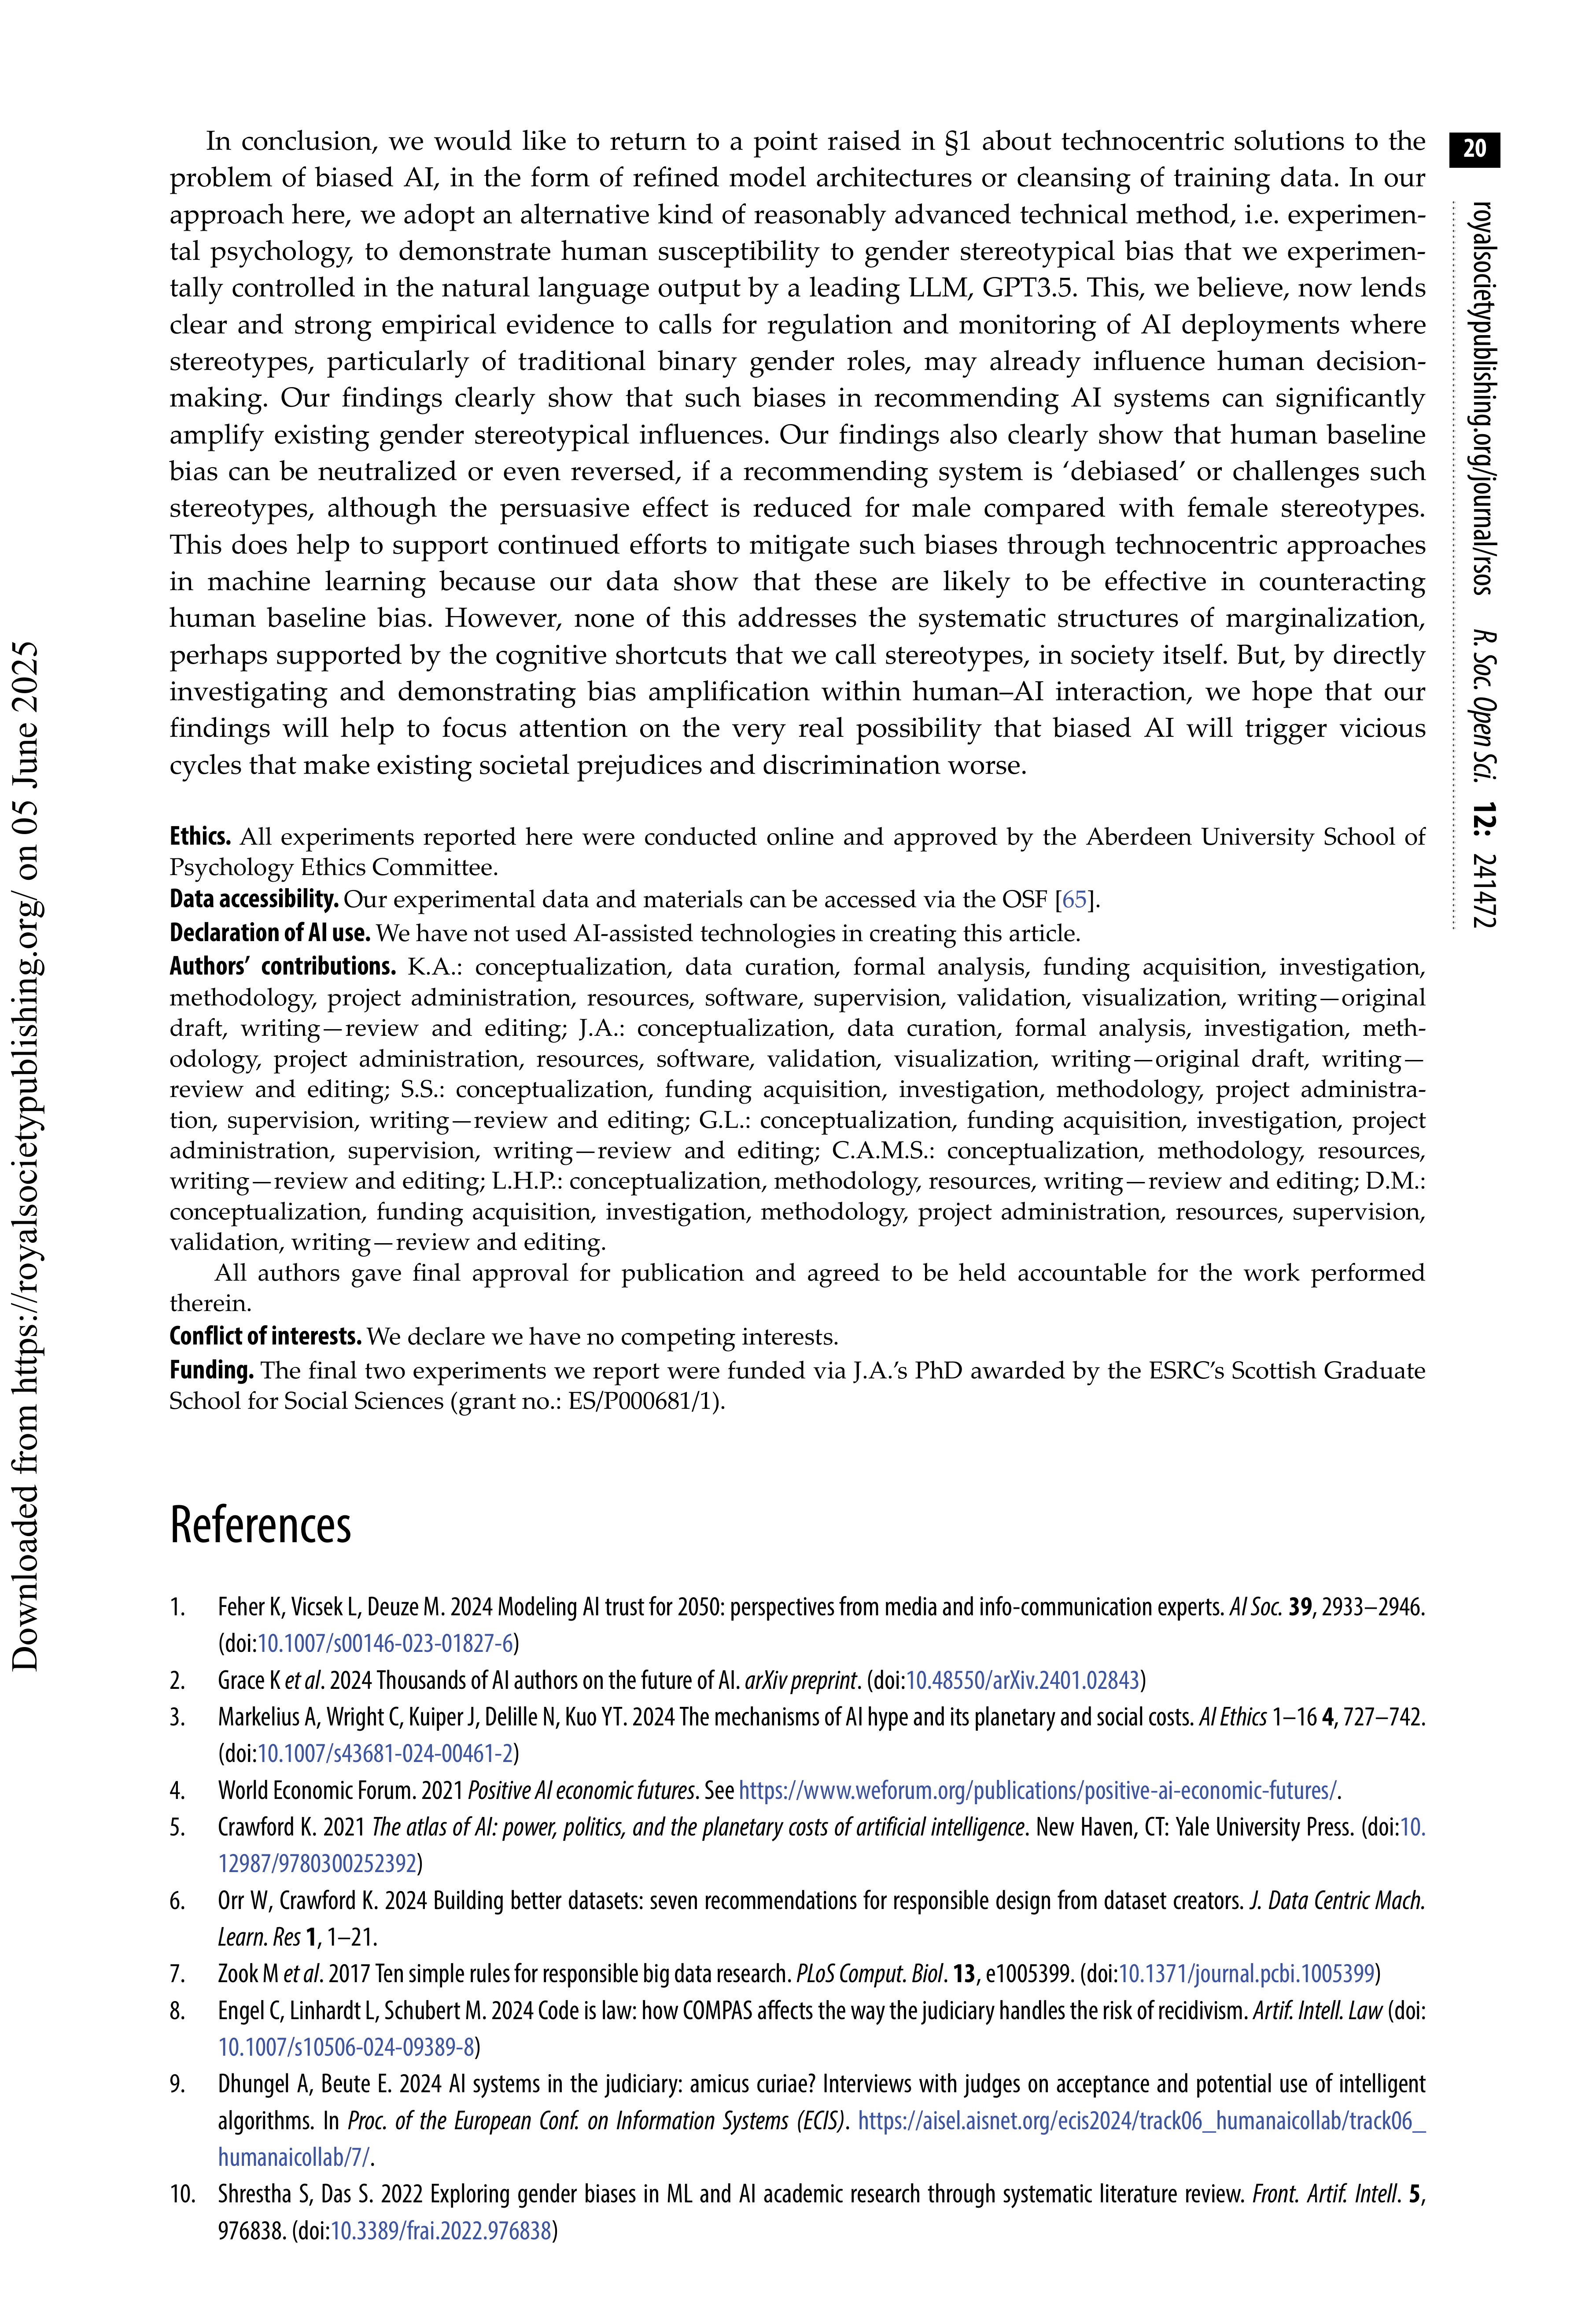 In conclusion, we would like to return to a point raised in §1 about technocentric solutions to the
problem of biased AI, in the form of refined model architectures or cleansing of training data. In our
approach here, we adopt an alternative kind of reasonably advanced technical method, i.e. experimen-
tal psychology, to demonstrate human susceptibility to gender stereotypical bias that we experimen-
tally controlled in the natural language output by a leading LLM, GPT3.5. This, we believe, now lends
clear and strong empirical evidence to calls for regulation and monitoring of AI deployments where
stereotypes, particularly of traditional binary gender roles, may already influence human decision-
making. Our findings clearly show that such biases in recommending AI systems can significantly
amplify existing gender stereotypical influences. Our findings also clearly show that human baseline
bias can be neutralized or even reversed, if a recommending system is ‘debiased’ or challenges such
stereotypes, although the persuasive effect is reduced for male compared with female stereotypes.
This does help to support continued efforts to mitigate such biases through technocentric approaches
in machine learning because our data show that these are likely to be effective in counteracting
human baseline bias. However, none of this addresses the systematic structures of marginalization,
perhaps supported by the cognitive shortcuts that we call stereotypes, in society itself. But, by directly
investigating and demonstrating bias amplification within human–AI interaction, we hope that our
findings will help to focus attention on the very real possibility that biased AI will trigger vicious
cycles that make existing societal prejudices and discrimination worse.
Ethics. All experiments reported here were conducted online and approved by the Aberdeen University School of
Psychology Ethics Committee.
Data accessibility. Our experimental data and materials can be accessed via the OSF [65].
Declaration of AI use. We have not used AI-assisted technologies in creating this article.
Authors’ contributions. K.A.: conceptualization, data curation, formal analysis, funding acquisition, investigation,
methodology, project administration, resources, software, supervision, validation, visualization, writing—original
draft, writing—review and editing; J.A.: conceptualization, data curation, formal analysis, investigation, meth-
odology, project administration, resources, software, validation, visualization, writing—original draft, writing—
review and editing; S.S.: conceptualization, funding acquisition, investigation, methodology, project administra-
tion, supervision, writing—review and editing; G.L.: conceptualization, funding acquisition, investigation, project
administration, supervision, writing—review and editing; C.A.M.S.: conceptualization, methodology, resources,
writing—review and editing; L.H.P.: conceptualization, methodology, resources, writing—review and editing; D.M.:
conceptualization, funding acquisition, investigation, methodology, project administration, resources, supervision,
validation, writing—review and editing.
All authors gave final approval for publication and agreed to be held accountable for the work performed
therein.
Conflict of interests. We declare we have no competing interests.
Funding. The final two experiments we report were funded via J.A.’s PhD awarded by the ESRC’s Scottish Graduate
School for Social Sciences (grant no.: ES/P000681/1).
References
1. Feher K, Vicsek L, Deuze M. 2024 Modeling AI trust for 2050: perspectives from media and info-communication experts. AI Soc. 39, 2933–2946.
(doi:10.1007/s00146-023-01827-6)
2. Grace K et al. 2024 Thousands of AI authors on the future of AI. arXiv preprint. (doi:10.48550/arXiv.2401.02843)
3. Markelius A, Wright C, Kuiper J, Delille N, Kuo YT. 2024 The mechanisms of AI hype and its planetary and social costs. AI Ethics 1–16 4, 727–742.
(doi:10.1007/s43681-024-00461-2)
4. World Economic Forum. 2021 Positive AI economic futures. See https://www.weforum.org/publications/positive-ai-economic-futures/.
5. Crawford K. 2021 The atlas of AI: power, politics, and the planetary costs of artificial intelligence. New Haven, CT: Yale University Press. (doi:10.
12987/9780300252392)
6. Orr W, Crawford K. 2024 Building better datasets: seven recommendations for responsible design from dataset creators. J. Data Centric Mach.
Learn. Res 1, 1–21.
7. Zook M et al. 2017 Ten simple rules for responsible big data research. PLoS Comput. Biol. 13, e1005399. (doi:10.1371/journal.pcbi.1005399)
8. Engel C, Linhardt L, Schubert M. 2024 Code is law: how COMPAS affects the way the judiciary handles the risk of recidivism. Artif. Intell. Law (doi:
10.1007/s10506-024-09389-8)
9. Dhungel A, Beute E. 2024 AI systems in the judiciary: amicus curiae? Interviews with judges on acceptance and potential use of intelligent
algorithms. In Proc. of the European Conf. on Information Systems (ECIS). https://aisel.aisnet.org/ecis2024/track06_humanaicollab/track06_
humanaicollab/7/.
10. Shrestha S, Das S. 2022 Exploring gender biases in ML and AI academic research through systematic literature review. Front. Artif. Intell. 5,
976838. (doi:10.3389/frai.2022.976838)
20
royalsocietypublishing.org/journal/rsos R. Soc. Open Sci. 12: 241472
Downloaded from https://royalsocietypublishing.org/ on 05 June 2025